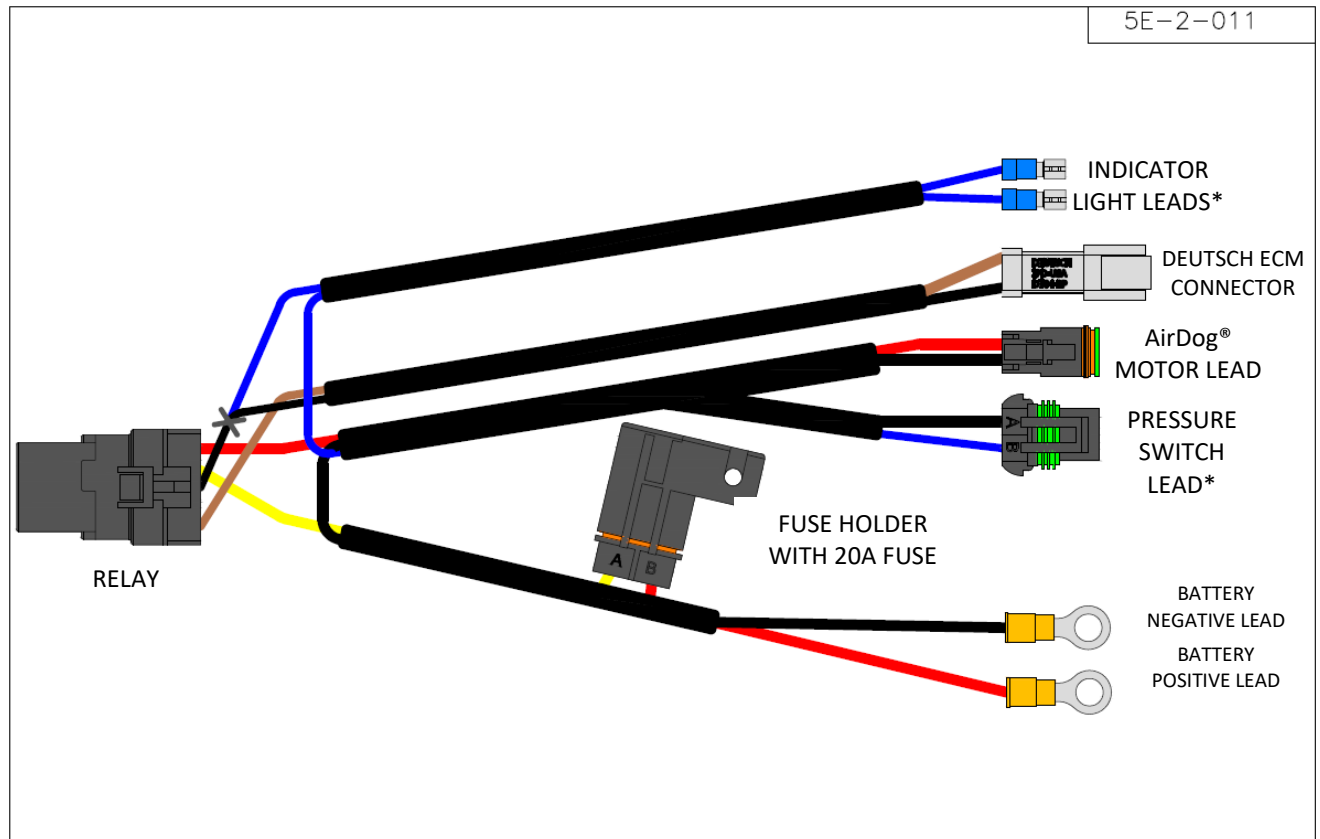 5E-2-011
INDICATOR
LIGHT LEADS*
DEUTSCH ECM
CONNECTOR
AirDog®
MOTOR LEAD
A
B
PRESSURE
SWITCH
LEAD*
FUSE HOLDER
WITH 20A FUSE
A B
RELAY
BATTERY
NEGATIVE LEAD
BATTERY
POSITIVE LEAD